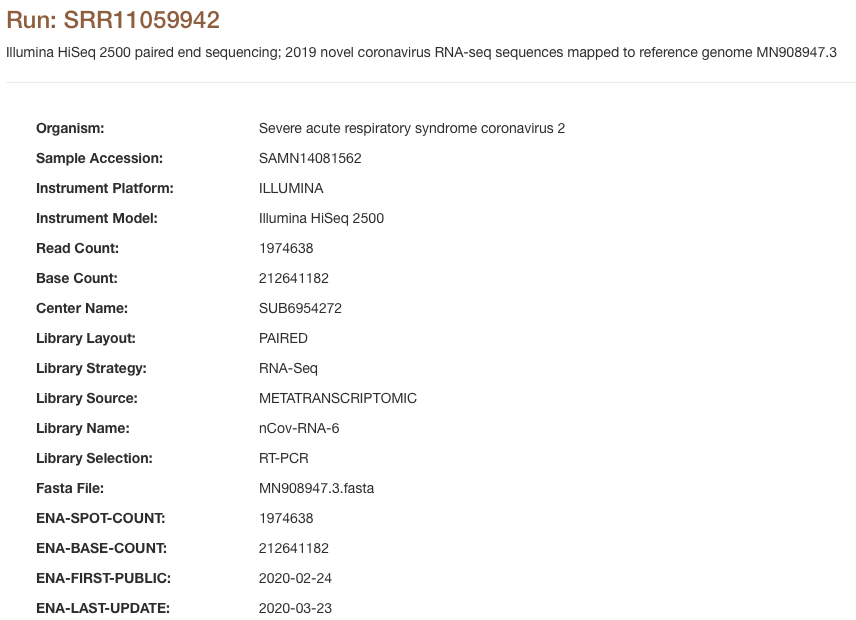 Run: SRR11059942
Illumina HiSeq 2500 paired end sequencing; 2019 novel coronavirus RNA-seq sequences mapped to reference genome MN908947.3
Organism: Severe acute respiratory syndrome coronavirus 2
Sample Accession: SAMN14081562
Instrument Platform: ILLUMINA
Instrument Model: Illumina HiSeq 2500
Read Count: 1974638
Base Count: 212641182
Center Name: SUB6954272
Library Layout: PAIRED
Library Strategy: RNA-Seq
Library Source: METATRANSCRIPTOMIC
Library Name: nCov-RNA-6
Library Selection: RT-PCR
Fasta File: MN908947.3.fasta
ENA-SPOT-COUNT: 1974638
ENA-BASE-COUNT: 212641182
ENA-FIRST-PUBLIC: 2020-02-24
ENA-LAST-UPDATE: 2020-03-23